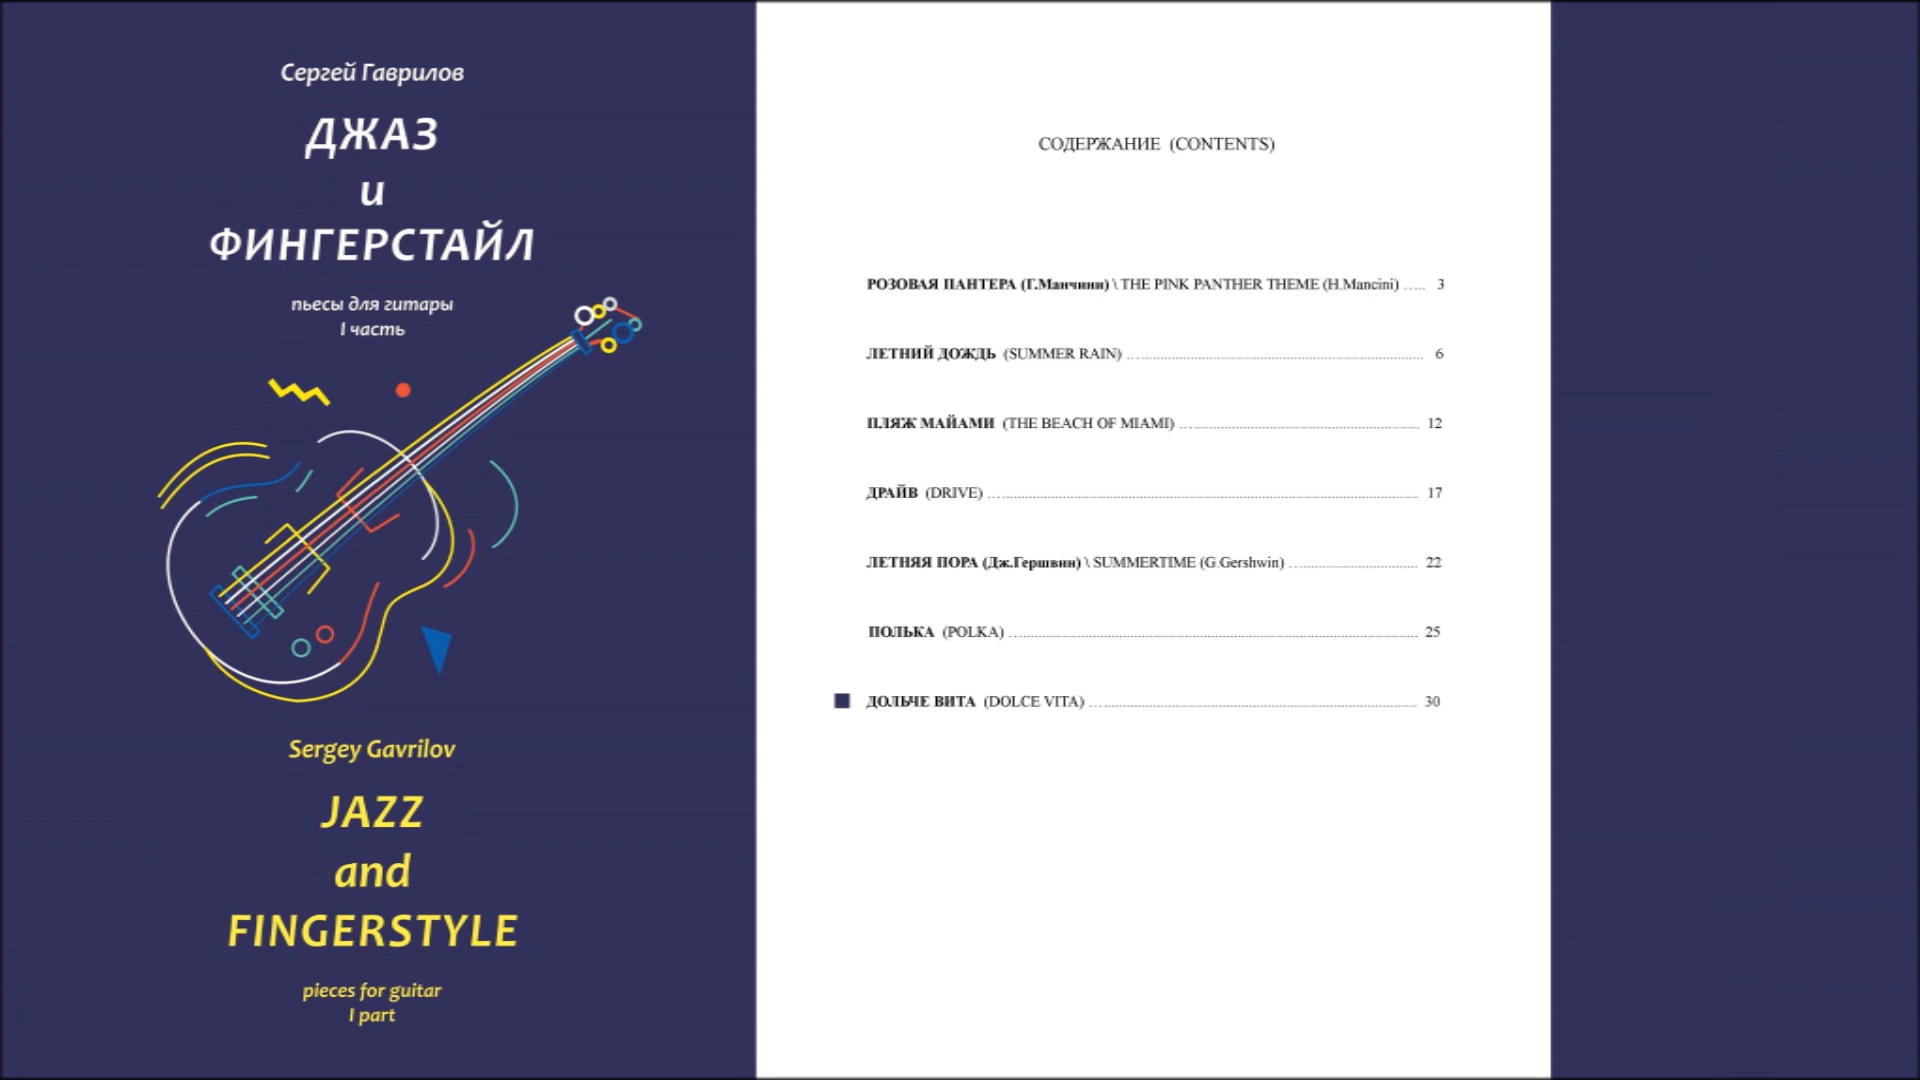 Сергей Гаврилов
ДЖАЗ
и
ФИНГЕРСТАЙЛ
пьесы для гитары
I часть
Sergey Gavrilov
JAZZ
and
FINGERSTYLE
pieces for guitar
I part
СОДЕРЖАНИЕ (CONTENTS)
РОЗОВАЯ ПАНТЕРА (Г.Манчини) \ THE PINK PANTHER THEME (H.Mancini) ..... 3
ЛЕТНИЙ ДОЖДЬ (SUMMER RAIN) ..... 6
ПЛЯЖ МАЙАМИ (THE BEACH OF MIAMI) ..... 12
ДРАЙВ (DRIVE) ..... 17
ЛЕТНЯЯ ПОРА (Дж.Гершвин) \ SUMMERTIME (G.Gershwin) ..... 22
ПОЛЬКА (POLKA) ..... 25
ДОЛЬЧЕ ВИТА (DOLCE VITA) ..... 30